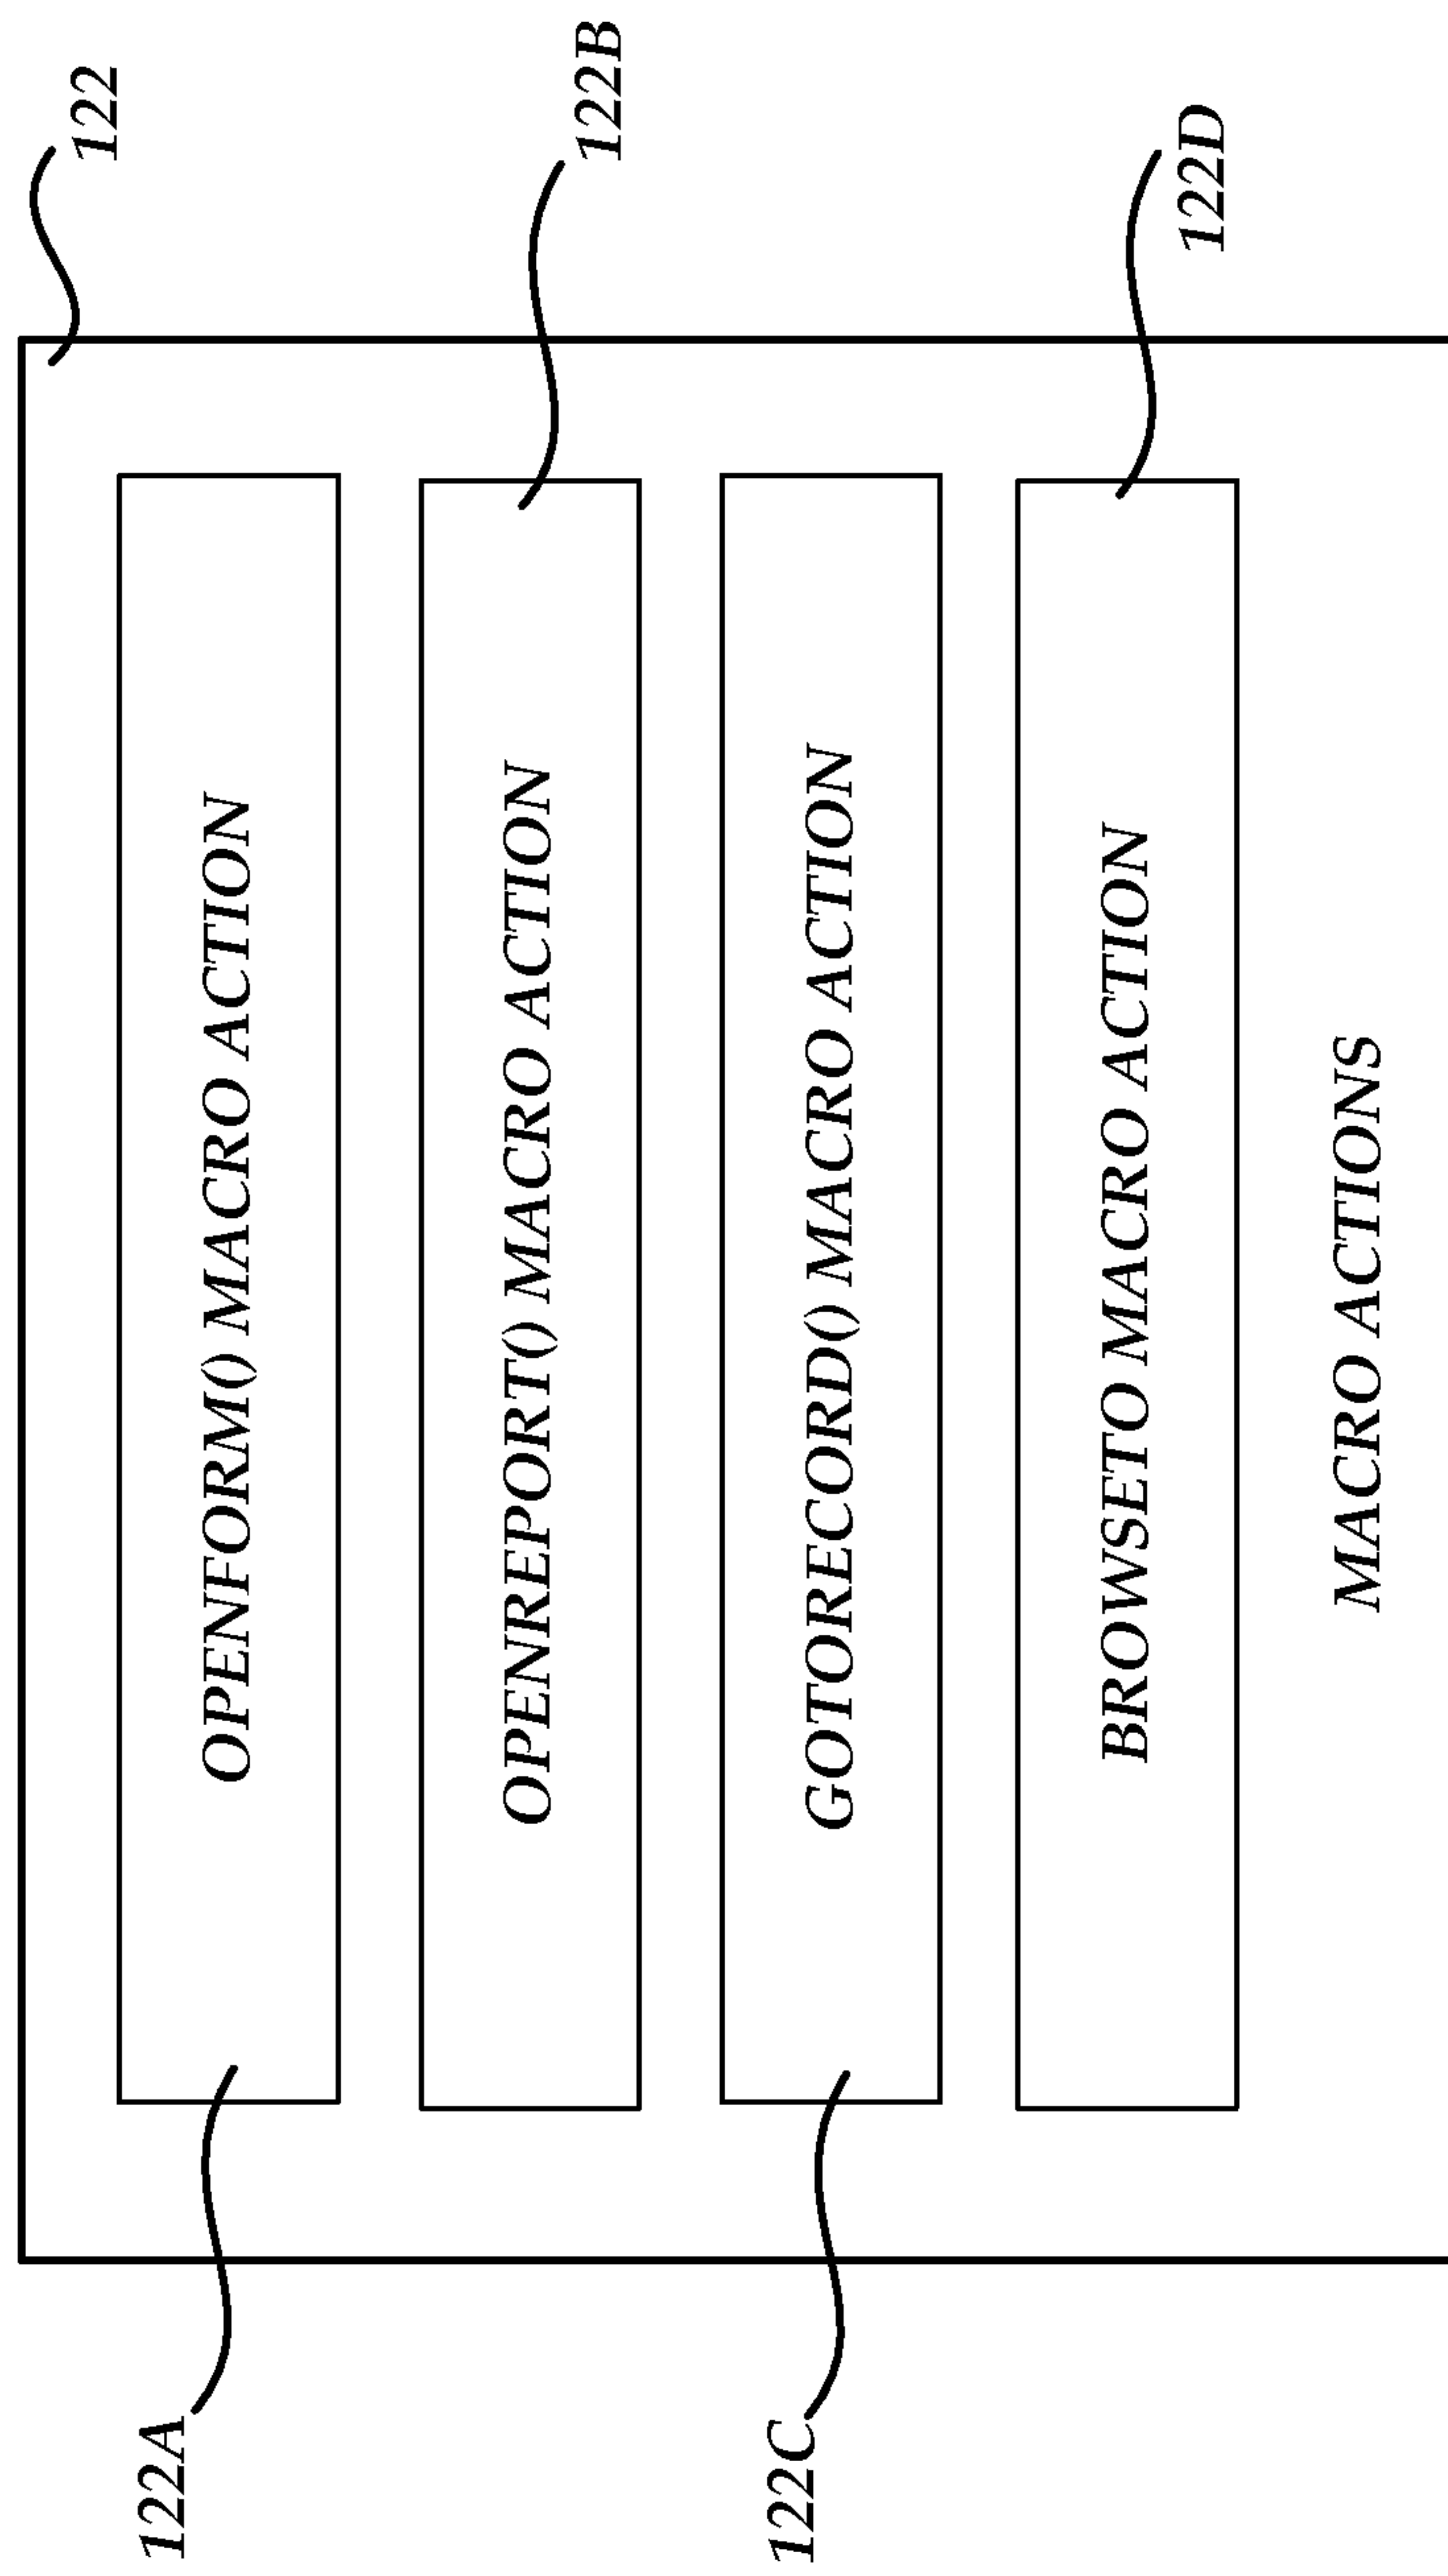 122
122A
OPENFORM() MACRO ACTION
122B
OPENREPORT() MACRO ACTION
122C
GOTORECORD() MACRO ACTION
122D
BROWSETO MACRO ACTION
MACRO ACTIONS